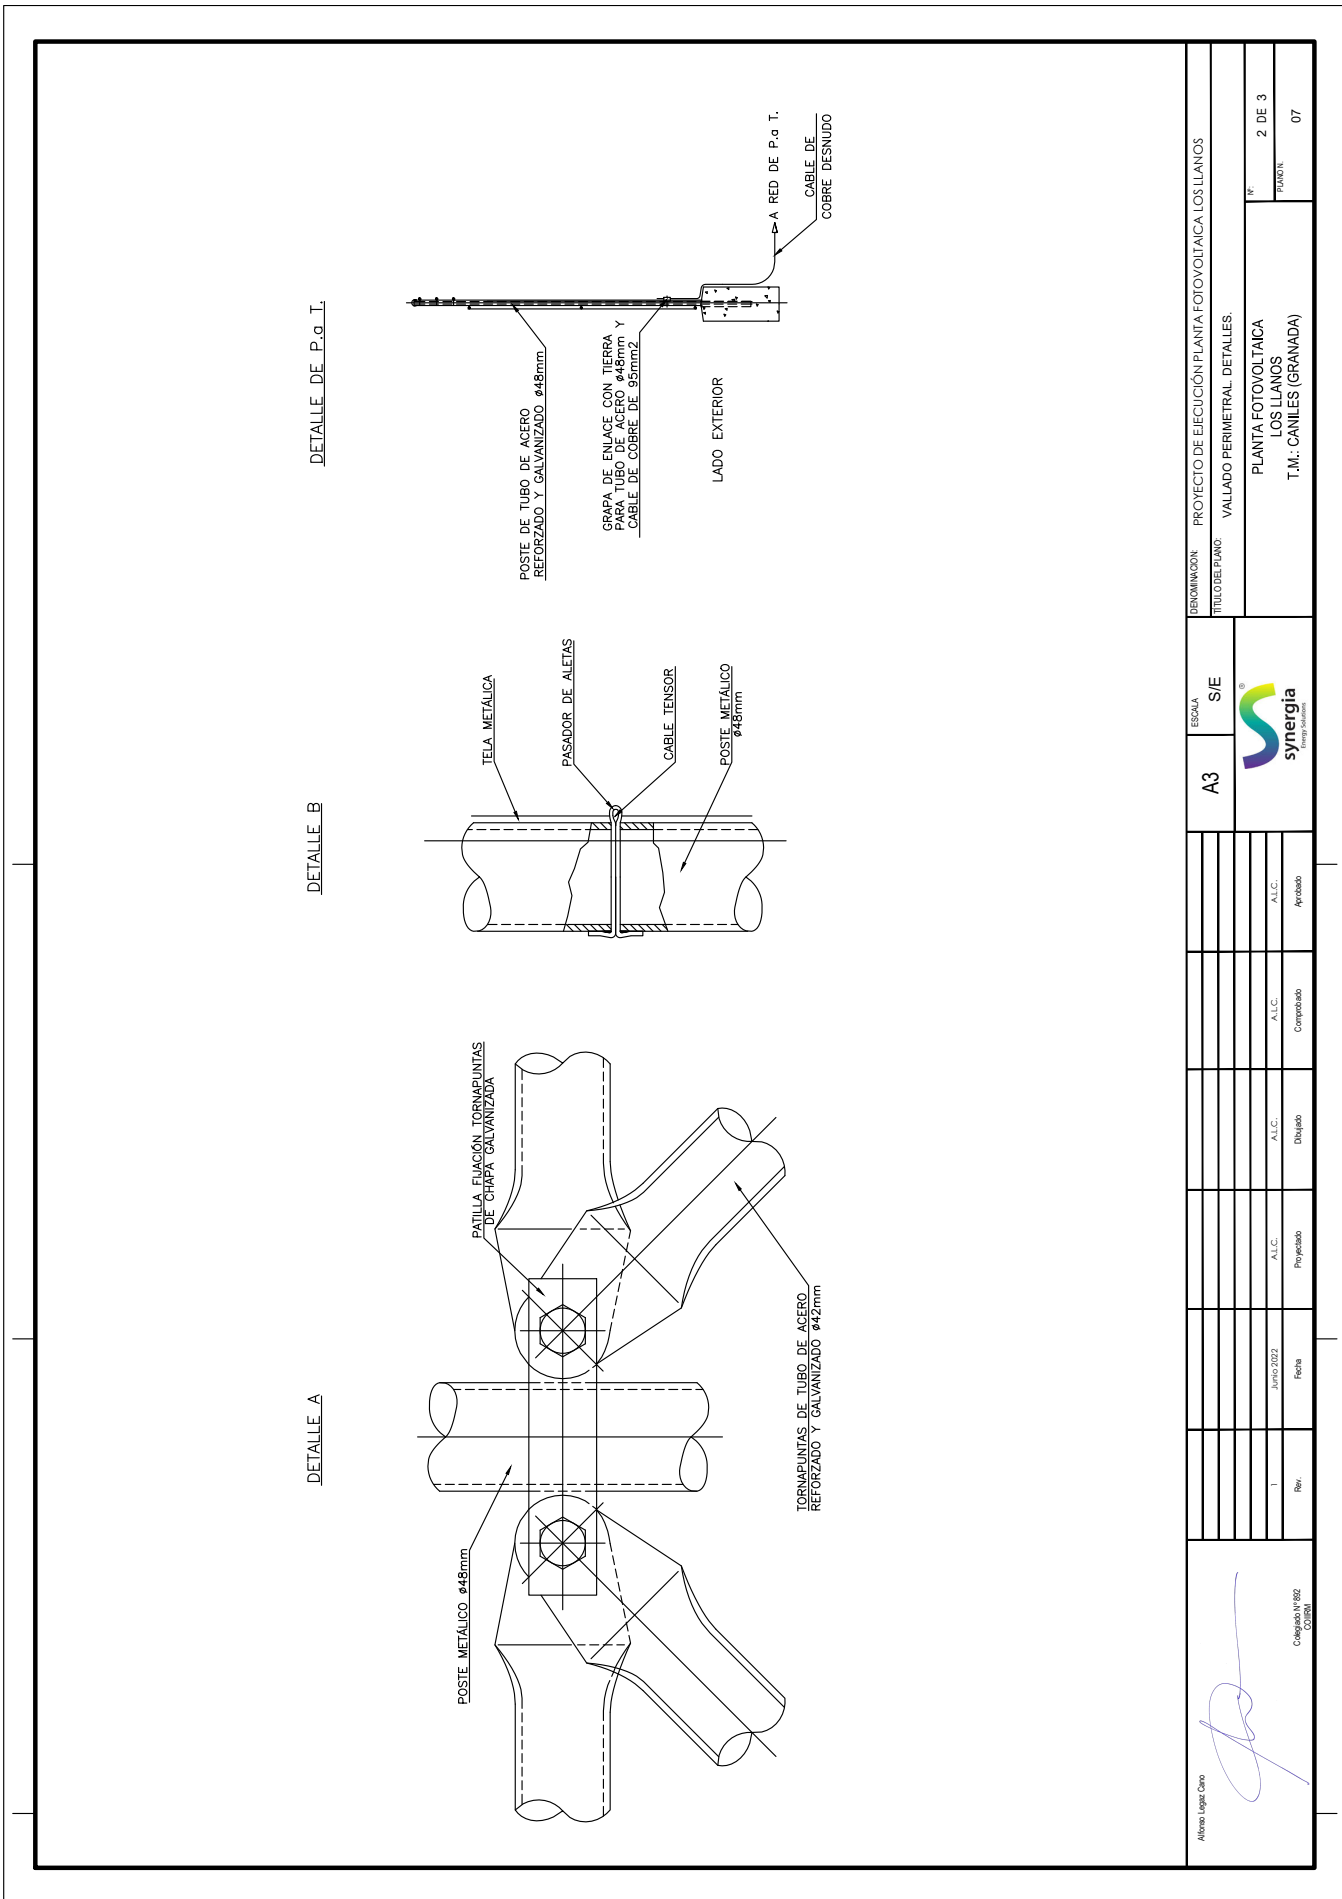 DETALLE A
POSTE METÁLICO ø48mm
PATILLA FIJACIÓN TORNAPUNTAS
DE CHAPA GALVANIZADA
TORNAPUNTAS DE TUBO DE ACERO
REFORZADO Y GALVANIZADO ø42mm
DETALLE B
TELA METÁLICA
PASADOR DE ALETAS
CABLE TENSOR
POSTE METÁLICO
ø48mm
DETALLE DE P.a T.
POSTE DE TUBO DE ACERO
REFORZADO Y GALVANIZADO ø48mm
GRAPA DE ENLACE CON TIERRA
PARA TUBO DE ACERO ø48mm Y
CABLE DE COBRE DE 95mm2
LADO EXTERIOR
A RED DE P.a T.
CABLE DE
COBRE DESNUDO
Alfonso Legaz Cano
Colegiado Nº 892
COIIRM
1
Junio 2022
A.L.C.
A.L.C.
A.L.C.
A.L.C.
Rev.
Fecha
Proyectado
Dibujado
Comprobado
Aprobado
A3
ESCALA
S/E
synergia
Energy Solutions
®
DENOMINACION:
PROYECTO DE EJECUCIÓN PLANTA FOTOVOLTAICA LOS LLANOS
TITULO DEL PLANO:
VALLADO PERIMETRAL. DETALLES.
PLANTA FOTOVOLTAICA
LOS LLANOS
T.M.: CANILES (GRANADA)
Nº:
2 DE 3
PLANO N.
07